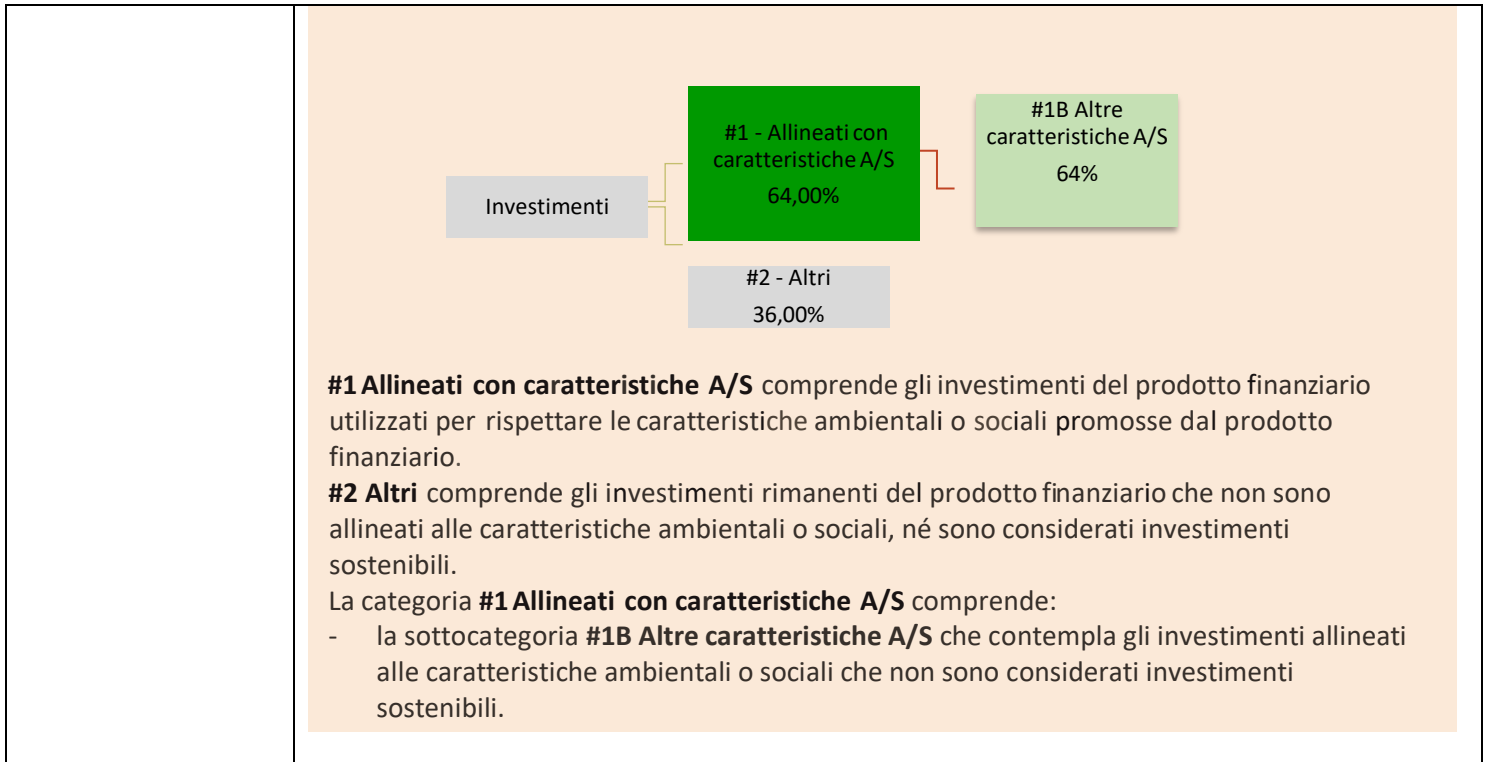 #1 - Allineati con
caratteristiche A/S
64,00%
#1B Altre
caratteristiche A/S
64%
Investimenti
#2 - Altri
36,00%
#1 Allineati con caratteristiche A/S comprende gli investimenti del prodotto finanziario
utilizzati per rispettare le caratteristiche ambientali o sociali promosse dal prodotto
finanziario.
#2 Altri comprende gli investimenti rimanenti del prodotto finanziario che non sono
allineati alle caratteristiche ambientali o sociali, né sono considerati investimenti
sostenibili.
La categoria #1 Allineati con caratteristiche A/S comprende:
- la sottocategoria #1B Altre caratteristiche A/S che contempla gli investimenti allineati
alle caratteristiche ambientali o sociali che non sono considerati investimenti
sostenibili.